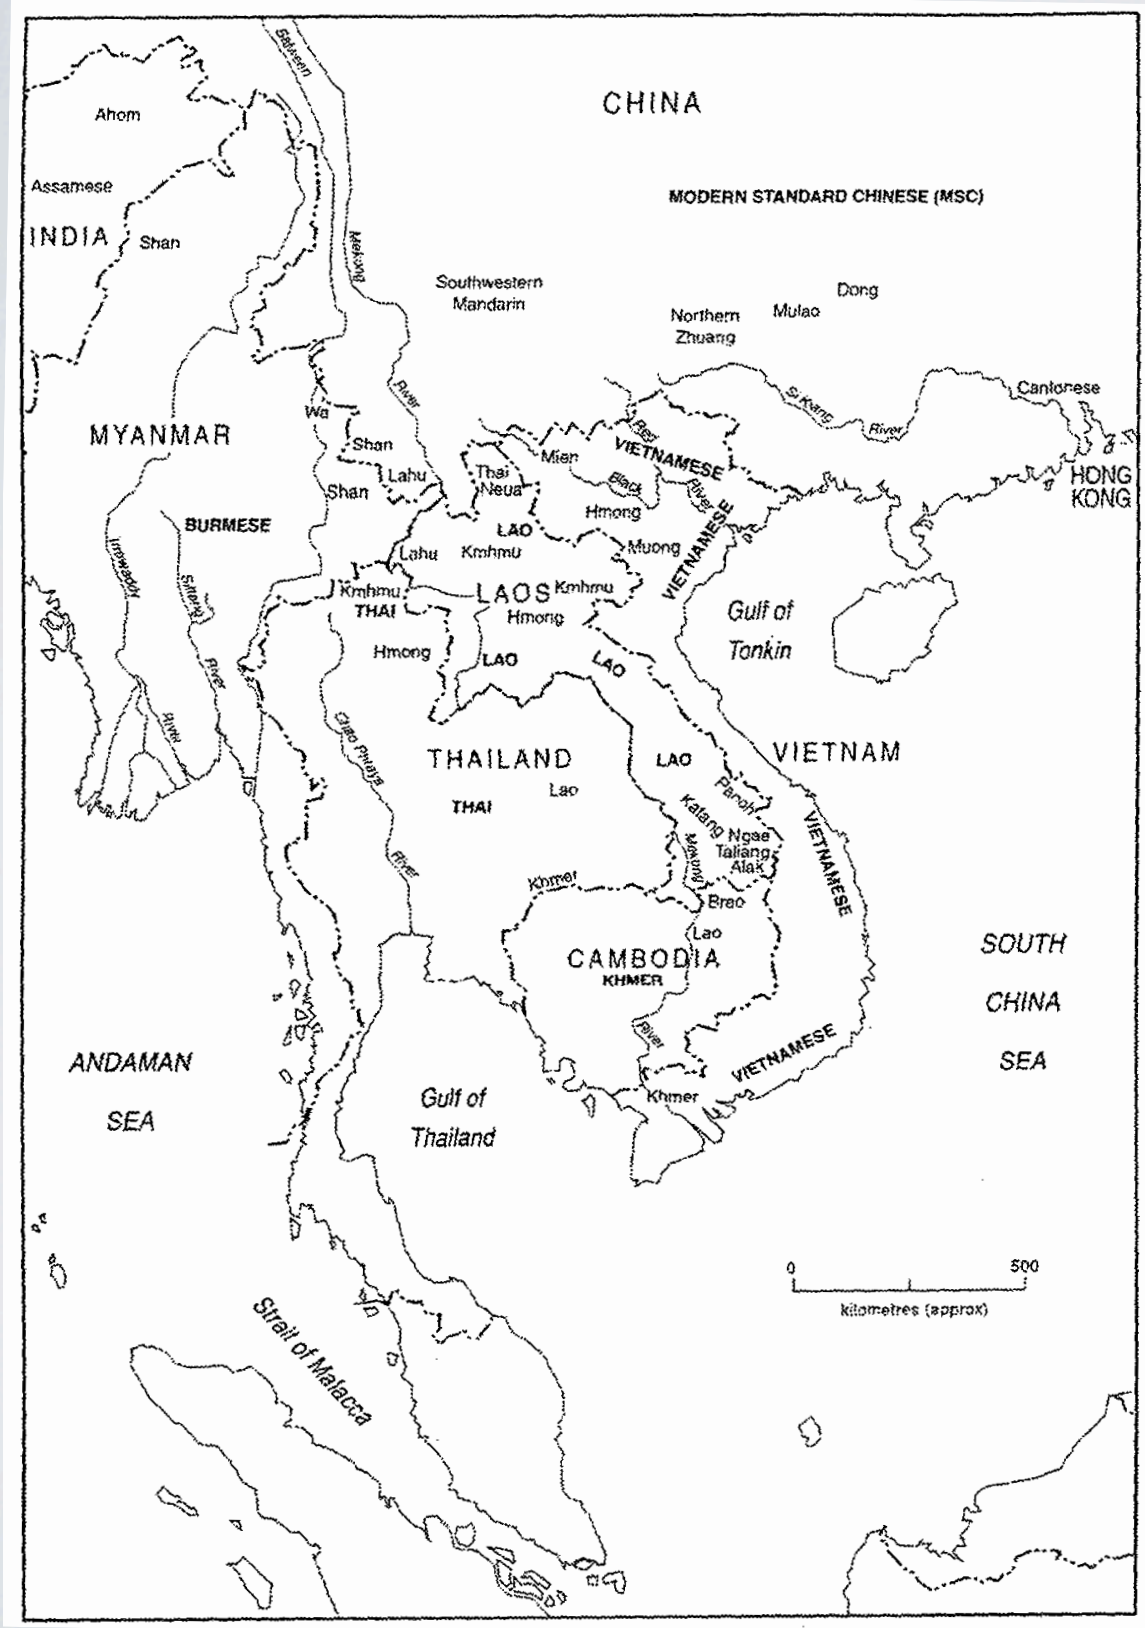 Salween
CHINA
Ahom
MODERN STANDARD CHINESE (MSC)
Assamese
INDIA
Shan
Mekong
Southwestern
Mandarin
Dong
Mulao
Northern
Zhuang
River
Si Kiang
River
Cantonese
Wa
MYANMAR
Shan
Red
VIETNAMESE
Mien
Lahu
Thai
Neua
Black
River
HONG
KONG
Shan
Hmong
BURMESE
LAO
VIETNAMESE
Irrawaddy
Lahu
Kmhmu
Muong
Sittang
Kmhmu
LAOS
Kmhmu
THAI
Hmong
Gulf of
Tonkin
Hmong
LAO
LAO
River
River
Chao Phraya
THAILAND
LAO
VIETNAM
THAI
Lao
Pacoh
Katang
Ngae
Taliang
Alak
VIETNAMESE
Mekong
River
Khmer
Brao
Lao
CAMBODIA
KHMER
SOUTH
CHINA
SEA
River
VIETNAMESE
ANDAMAN
SEA
Khmer
Gulf of
Thailand
0
500
kilometres (approx)
Strait of Malacca